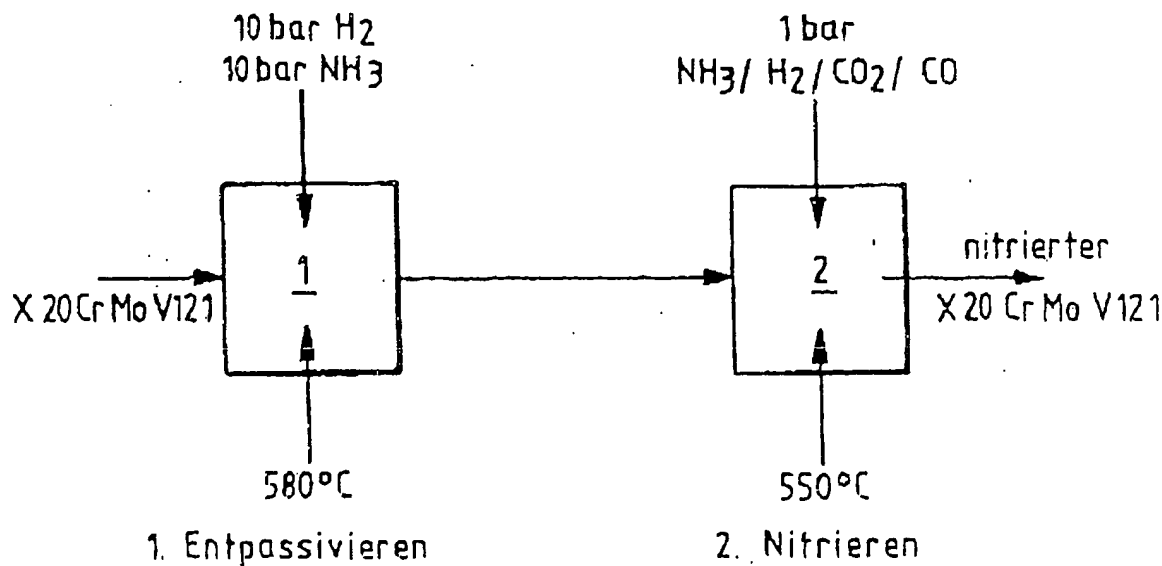 10 bar H2
10 bar NH3
1 bar
NH3/ H2/ CO2/ CO
1
2
X 20 Cr Mo V121
nitrierter
X 20 Cr Mo V 121
580°C
550°C
1. Entpassivieren
2. Nitrieren